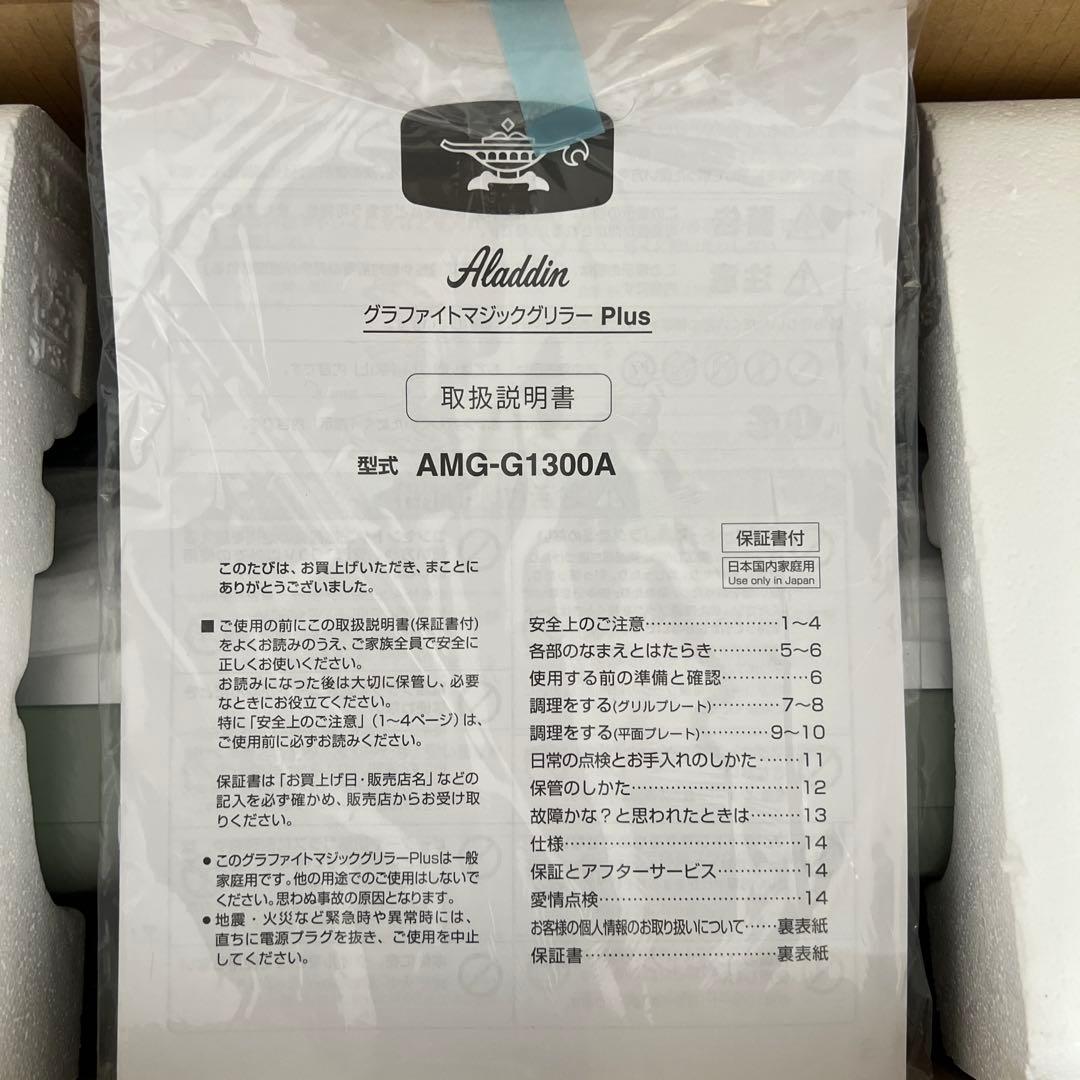 Aladdin
グラファイトマジックグリラー Plus
取扱説明書
型式 AMG-G1300A
保証書付
日本国内家庭用
Use only in Japan
このたびは、お買上げいただき、まことに
ありがとうございました。
■ ご使用の前にこの取扱説明書(保証書付)
をよくお読みのうえ、ご家族全員で安全に
正しくお使いください。
お読みになった後は大切に保管し、必要
なときにお役立てください。
特に「安全上のご注意」(1〜4ページ)は、
ご使用前に必ずお読みください。
保証書は「お買上げ日・販売店名」などの
記入を必ず確かめ、販売店からお受け取
りください。
● このグラファイトマジックグリラーPlusは一般
家庭用です。他の用途でのご使用はしないで
ください。思わぬ事故の原因となります。
● 地震・火災など緊急時や異常時には、
直ちに電源プラグを抜き、ご使用を中止
してください。
安全上のご注意……………………1〜4
各部のなまえとはたらき…………5〜6
使用する前の準備と確認……………6
調理をする(グリルプレート)…………7〜8
調理をする(平面プレート)…………9〜10
日常の点検とお手入れのしかた……11
保管のしかた…………………………12
故障かな？と思われたときは………13
仕様……………………………………14
保証とアフターサービス……………14
愛情点検………………………………14
お客様の個人情報のお取り扱いについて……裏表紙
保証書…………………………………裏表紙